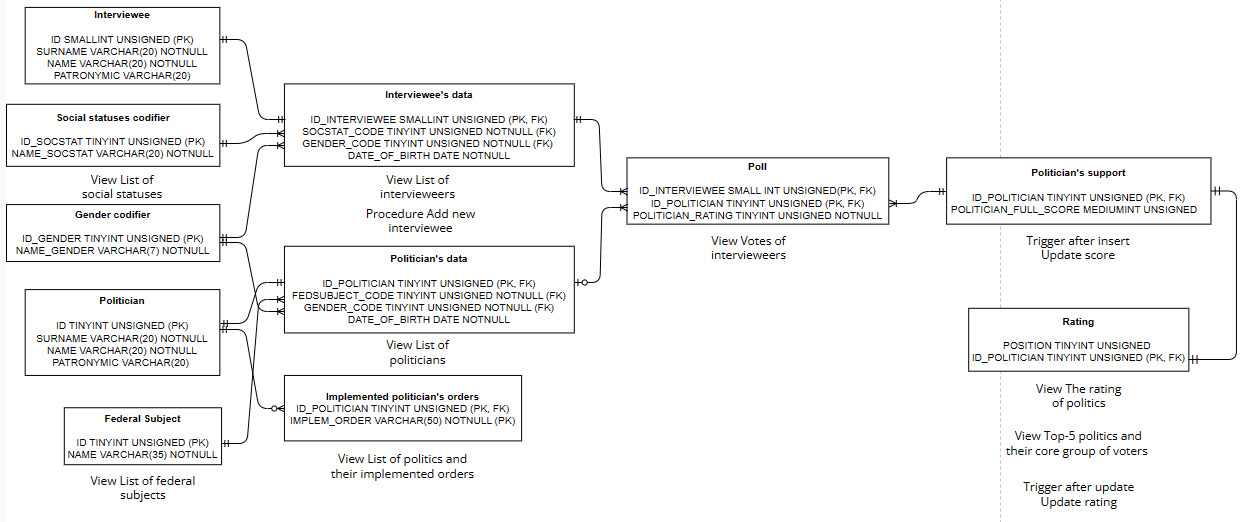 Interviewee
ID SMALLINT UNSIGNED (PK)
SURNAME VARCHAR(20) NOTNULL
NAME VARCHAR(20) NOTNULL
PATRONYMIC VARCHAR(20)
Social statuses codifier
ID_SOCSTAT TINYINT UNSIGNED (PK)
NAME_SOCSTAT VARCHAR(20) NOTNULL
View List of
social statuses
Gender codifier
ID_GENDER TINYINT UNSIGNED (PK)
NAME_GENDER VARCHAR(7) NOTNULL
Politician
ID TINYINT UNSIGNED (PK)
SURNAME VARCHAR(20) NOTNULL
NAME VARCHAR(20) NOTNULL
PATRONYMIC VARCHAR(20)
Federal Subject
ID TINYINT UNSIGNED (PK)
NAME VARCHAR(35) NOTNULL
View List of federal
subjects
Interviewee's data
ID_INTERVIEWEE SMALLINT UNSIGNED (PK, FK)
SOCSTAT_CODE TINYINT UNSIGNED NOTNULL (FK)
GENDER_CODE TINYINT UNSIGNED NOTNULL (FK)
DATE_OF_BIRTH DATE NOTNULL
View List of
interviewers
Procedure Add new
interviewee
Politician's data
ID_POLITICIAN TINYINT UNSIGNED (PK, FK)
FEDSUBJECT_CODE TINYINT UNSIGNED NOTNULL (FK)
GENDER_CODE TINYINT UNSIGNED NOTNULL (FK)
DATE_OF_BIRTH DATE NOTNULL
View List of
politicians
Implemented politician's orders
ID_POLITICIAN TINYINT UNSIGNED (PK, FK)
IMPLEM_ORDER VARCHAR(50) NOTNULL (PK)
View List of politics and
their implemented orders
Poll
ID_INTERVIEWEE SMALL INT UNSIGNED(PK, FK)
ID_POLITICIAN TINYINT UNSIGNED (PK, FK)
POLITICIAN_RATING TINYINT UNSIGNED NOTNULL
View Votes of
intervieweers
Politician's support
ID_POLITICIAN TINYINT UNSIGNED (PK, FK)
POLITICIAN_FULL_SCORE MEDIUMINT UNSIGNED
Trigger after insert
Update score
Rating
POSITION TINYINT UNSIGNED
ID_POLITICIAN TINYINT UNSIGNED (PK, FK)
View The rating
of politics
View Top-5 politics and
their core group of voters
Trigger after update
Update rating